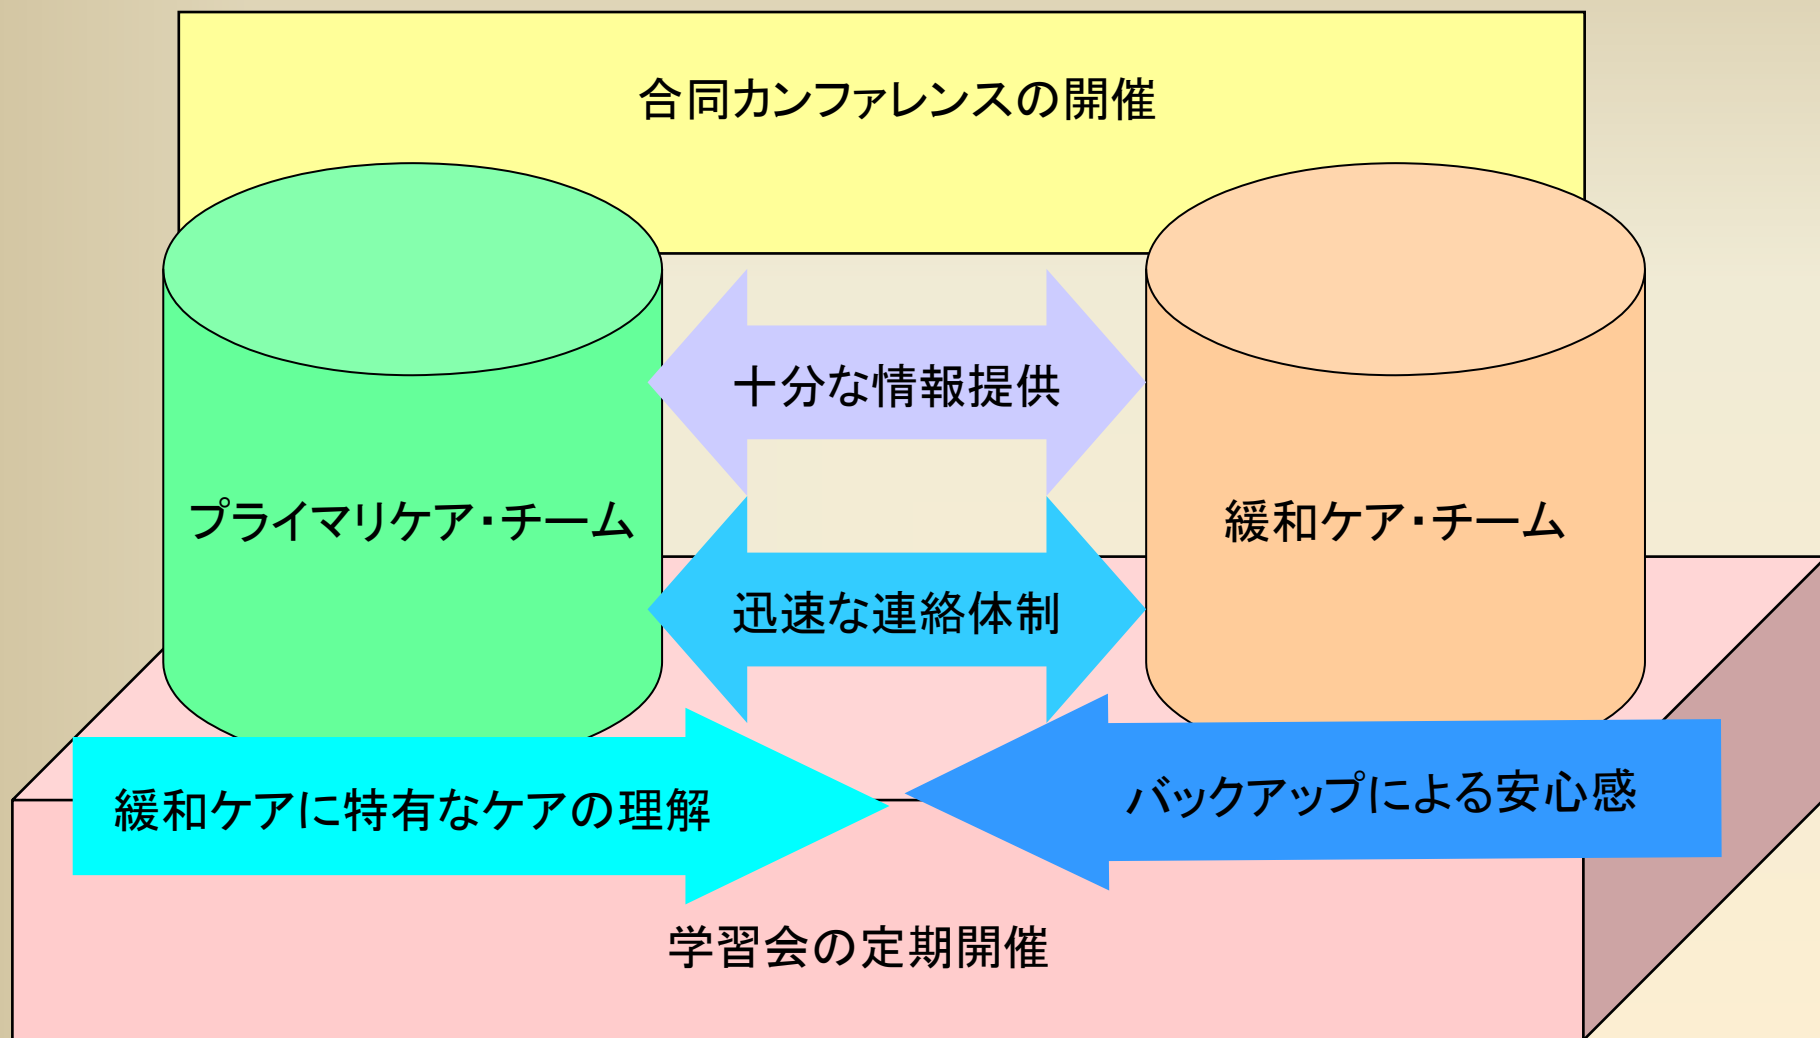 合同カンファレンスの開催
十分な情報提供
プライマリケア・チーム
緩和ケア・チーム
迅速な連絡体制
緩和ケアに特有なケアの理解
バックアップによる安心感
学習会の定期開催